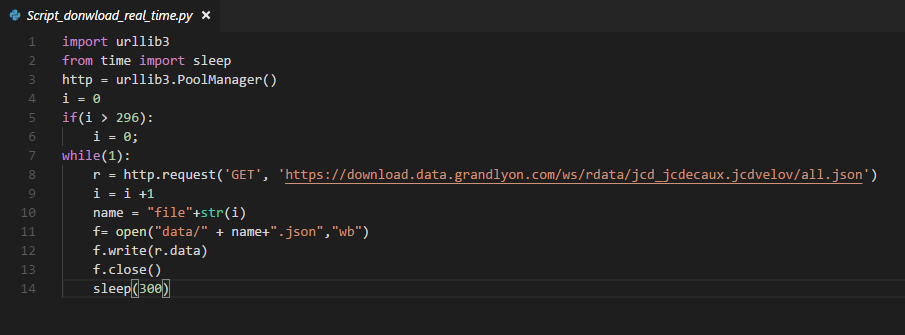 Script_donwload_real_time.py ×
1 import urllib3
2 from time import sleep
3 http = urllib3.PoolManager()
4 i = 0
5 if(i > 296):
6     i = 0;
7 while(1):
8     r = http.request('GET', 'https://download.data.grandlyon.com/ws/rdata/jcd_jcdecaux.jcdvelov/all.json')
9     i = i +1
10     name = "file"+str(i)
11     f= open("data/" + name+".json","wb")
12     f.write(r.data)
13     f.close()
14     sleep(300)